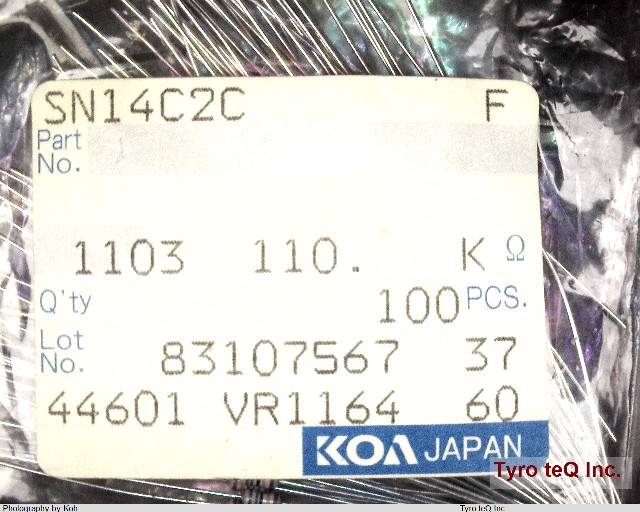 SN14C2C F
Part
No.
1103 110. K Ω
Q'ty 100 PCS.
Lot
No. 83107567 37
44601 VR1164 60
KOA JAPAN
Tyro teQ Inc.
Photography by Koh Tyro teQ Inc